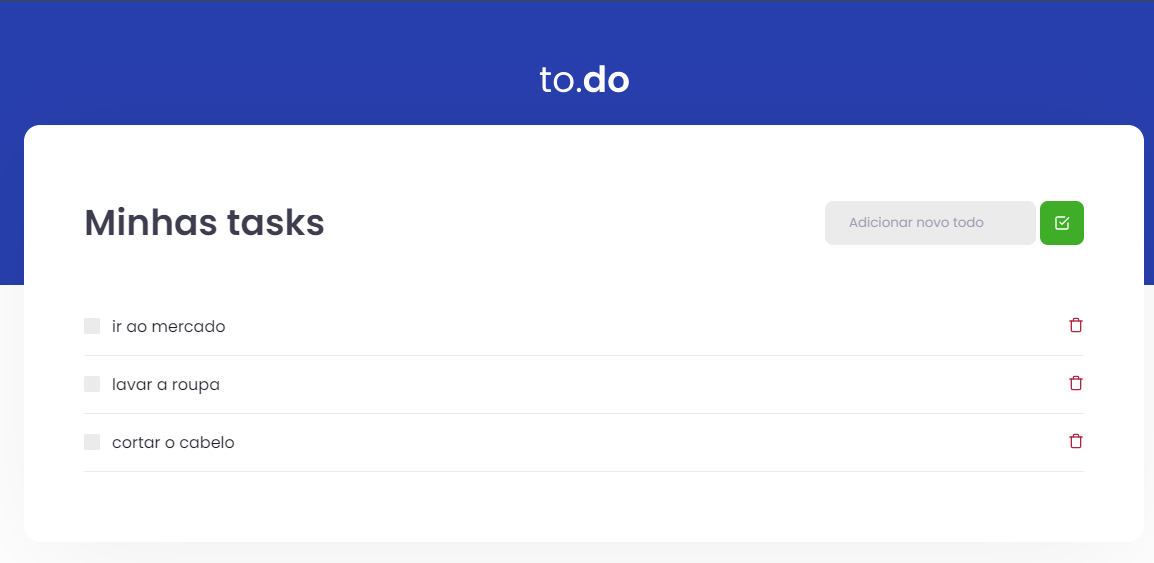 to.do
Minhas tasks
Adicionar novo todo
ir ao mercado
lavar a roupa
cortar o cabelo